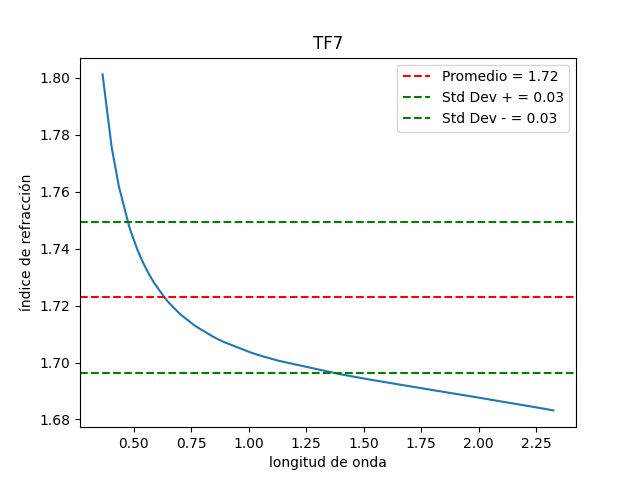 TF7
Promedio = 1.72
Std Dev + = 0.03
Std Dev - = 0.03
índice de refracción
1.80
1.78
1.76
1.74
1.72
1.70
1.68
0.50 0.75 1.00 1.25 1.50 1.75 2.00 2.25
longitud de onda